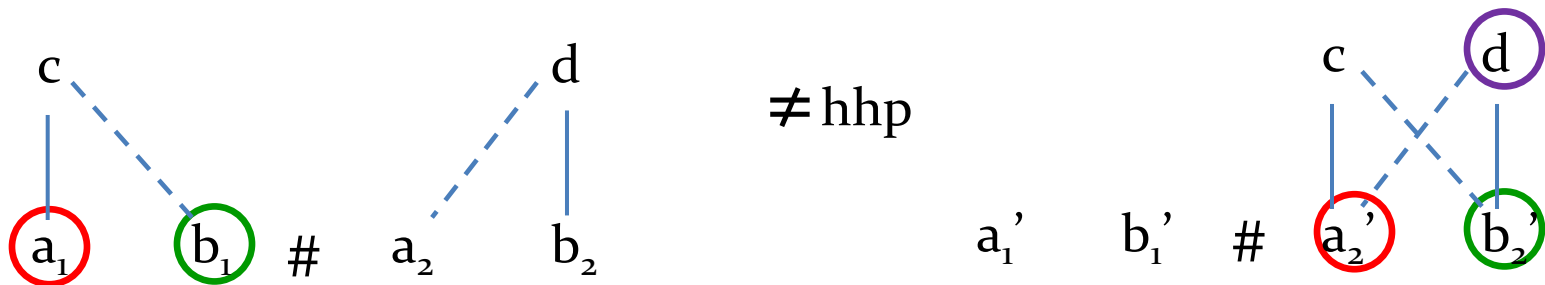 c d c d
≠ hhp
a₁ b₁ # a₂ b₂ a₁’ b₁’ # a₂’ b₂’